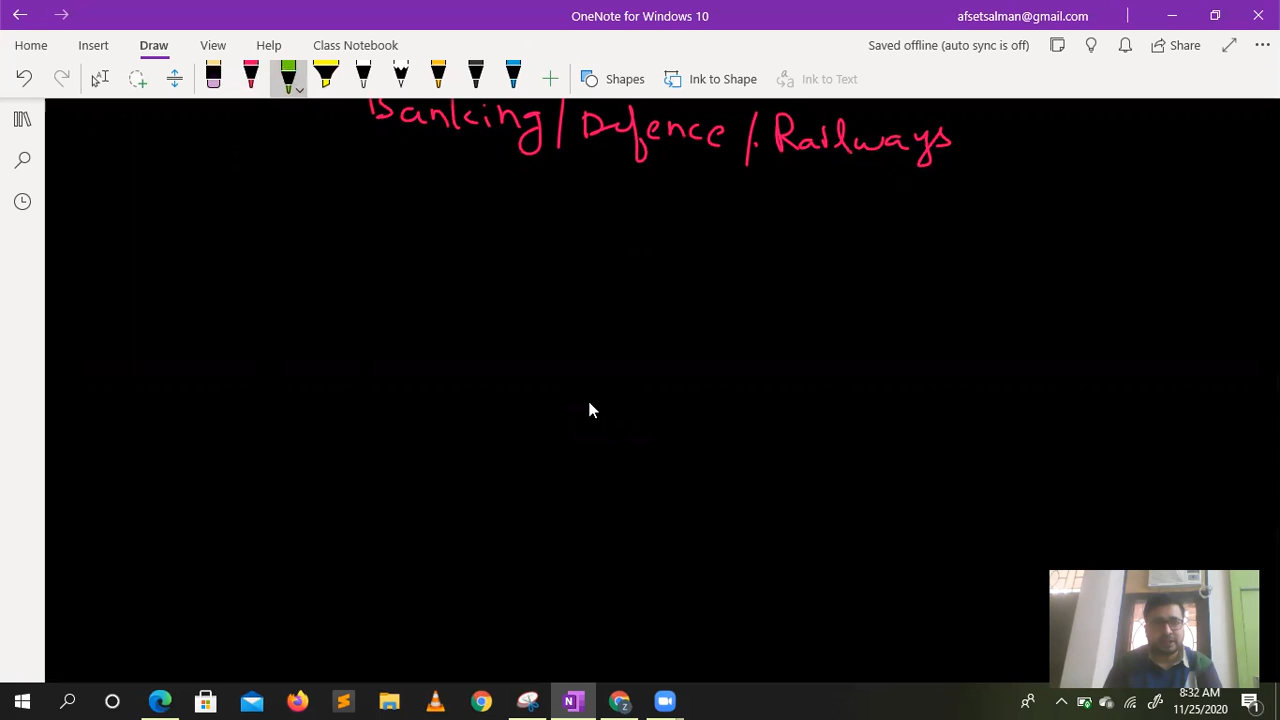 OneNote for Windows 10
afsetsalman@gmail.com
Home Insert Draw View Help Class Notebook
Saved offline (auto sync is off)
Share
Shapes
Ink to Shape
Ink to Text
Banking / Defence / Railways
8:32 AM
11/25/2020